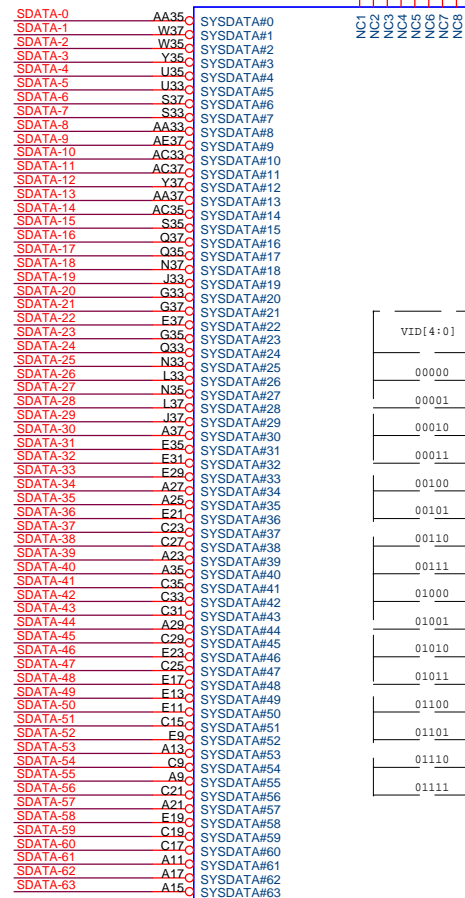 NC1 NC2 NC3 NC4 NC5 NC6 NC7 NC8
SDATA-0 AA35 SYSDATA#0
SDATA-1 W37 SYSDATA#1
SDATA-2 W35 SYSDATA#2
SDATA-3 Y35 SYSDATA#3
SDATA-4 U35 SYSDATA#4
SDATA-5 U33 SYSDATA#5
SDATA-6 S37 SYSDATA#6
SDATA-7 S33 SYSDATA#7
SDATA-8 AA33 SYSDATA#8
SDATA-9 AE37 SYSDATA#9
SDATA-10 AC33 SYSDATA#10
SDATA-11 AC37 SYSDATA#11
SDATA-12 Y37 SYSDATA#12
SDATA-13 AA37 SYSDATA#13
SDATA-14 AC35 SYSDATA#14
SDATA-15 S35 SYSDATA#15
SDATA-16 Q37 SYSDATA#16
SDATA-17 Q35 SYSDATA#17
SDATA-18 N37 SYSDATA#18
SDATA-19 J33 SYSDATA#19
SDATA-20 G33 SYSDATA#20
SDATA-21 G37 SYSDATA#21
SDATA-22 E37 SYSDATA#22
SDATA-23 G35 SYSDATA#23
SDATA-24 Q33 SYSDATA#24
SDATA-25 N33 SYSDATA#25
SDATA-26 L33 SYSDATA#26
SDATA-27 N35 SYSDATA#27
SDATA-28 L37 SYSDATA#28
SDATA-29 J37 SYSDATA#29
SDATA-30 A37 SYSDATA#30
SDATA-31 E35 SYSDATA#31
SDATA-32 E31 SYSDATA#32
SDATA-33 E29 SYSDATA#33
SDATA-34 A27 SYSDATA#34
SDATA-35 A25 SYSDATA#35
SDATA-36 E21 SYSDATA#36
SDATA-37 C23 SYSDATA#37
SDATA-38 C27 SYSDATA#38
SDATA-39 A23 SYSDATA#39
SDATA-40 A35 SYSDATA#40
SDATA-41 C35 SYSDATA#41
SDATA-42 C33 SYSDATA#42
SDATA-43 C31 SYSDATA#43
SDATA-44 A29 SYSDATA#44
SDATA-45 C29 SYSDATA#45
SDATA-46 E23 SYSDATA#46
SDATA-47 C25 SYSDATA#47
SDATA-48 E17 SYSDATA#48
SDATA-49 E13 SYSDATA#49
SDATA-50 E11 SYSDATA#50
SDATA-51 C15 SYSDATA#51
SDATA-52 E9 SYSDATA#52
SDATA-53 A13 SYSDATA#53
SDATA-54 C9 SYSDATA#54
SDATA-55 A9 SYSDATA#55
SDATA-56 C21 SYSDATA#56
SDATA-57 A21 SYSDATA#57
SDATA-58 E19 SYSDATA#58
SDATA-59 C19 SYSDATA#59
SDATA-60 C17 SYSDATA#60
SDATA-61 A11 SYSDATA#61
SDATA-62 A17 SYSDATA#62
SDATA-63 A15 SYSDATA#63
VID[4:0]
00000
00001
00010
00011
00100
00101
00110
00111
01000
01001
01010
01011
01100
01101
01110
01111